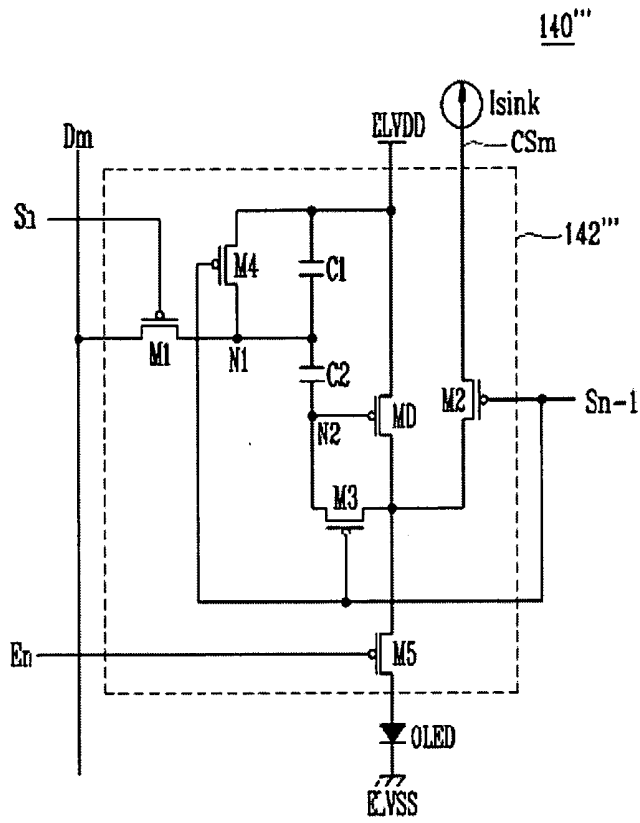 140'''
Isink
ELVDD
CSm
Dm
Sn
142'''
M4
C1
M1
N1
C2
M2
Sn-1
MD
N2
M3
En
M5
OLED
ELVSS